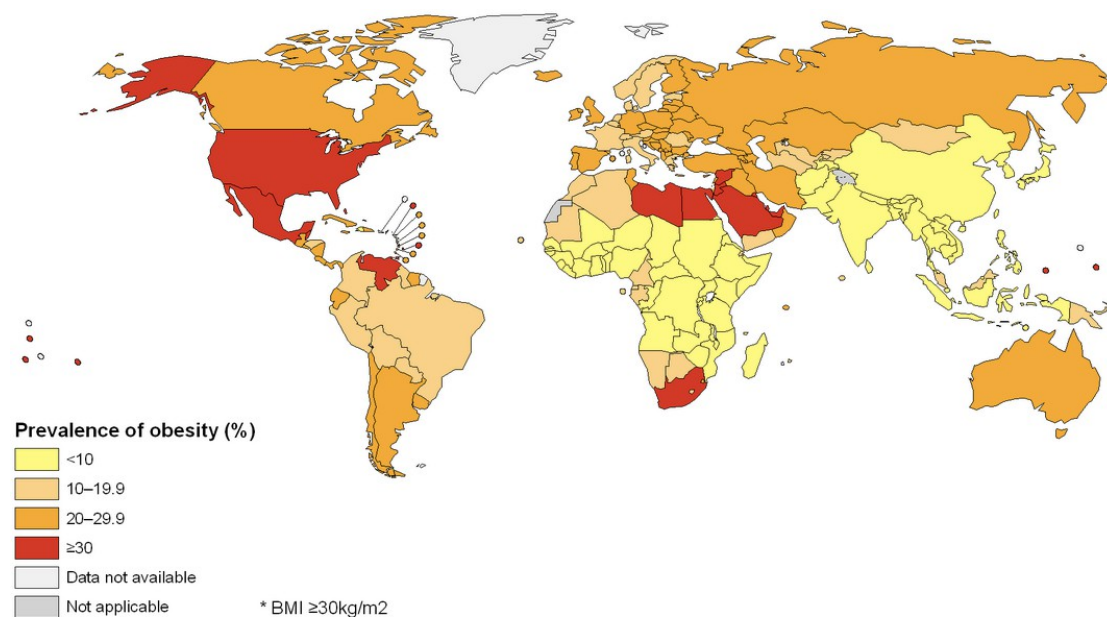 Prevalence of obesity (%)
<10
10–19.9
20–29.9
≥30
Data not available
Not applicable
* BMI ≥30kg/m2